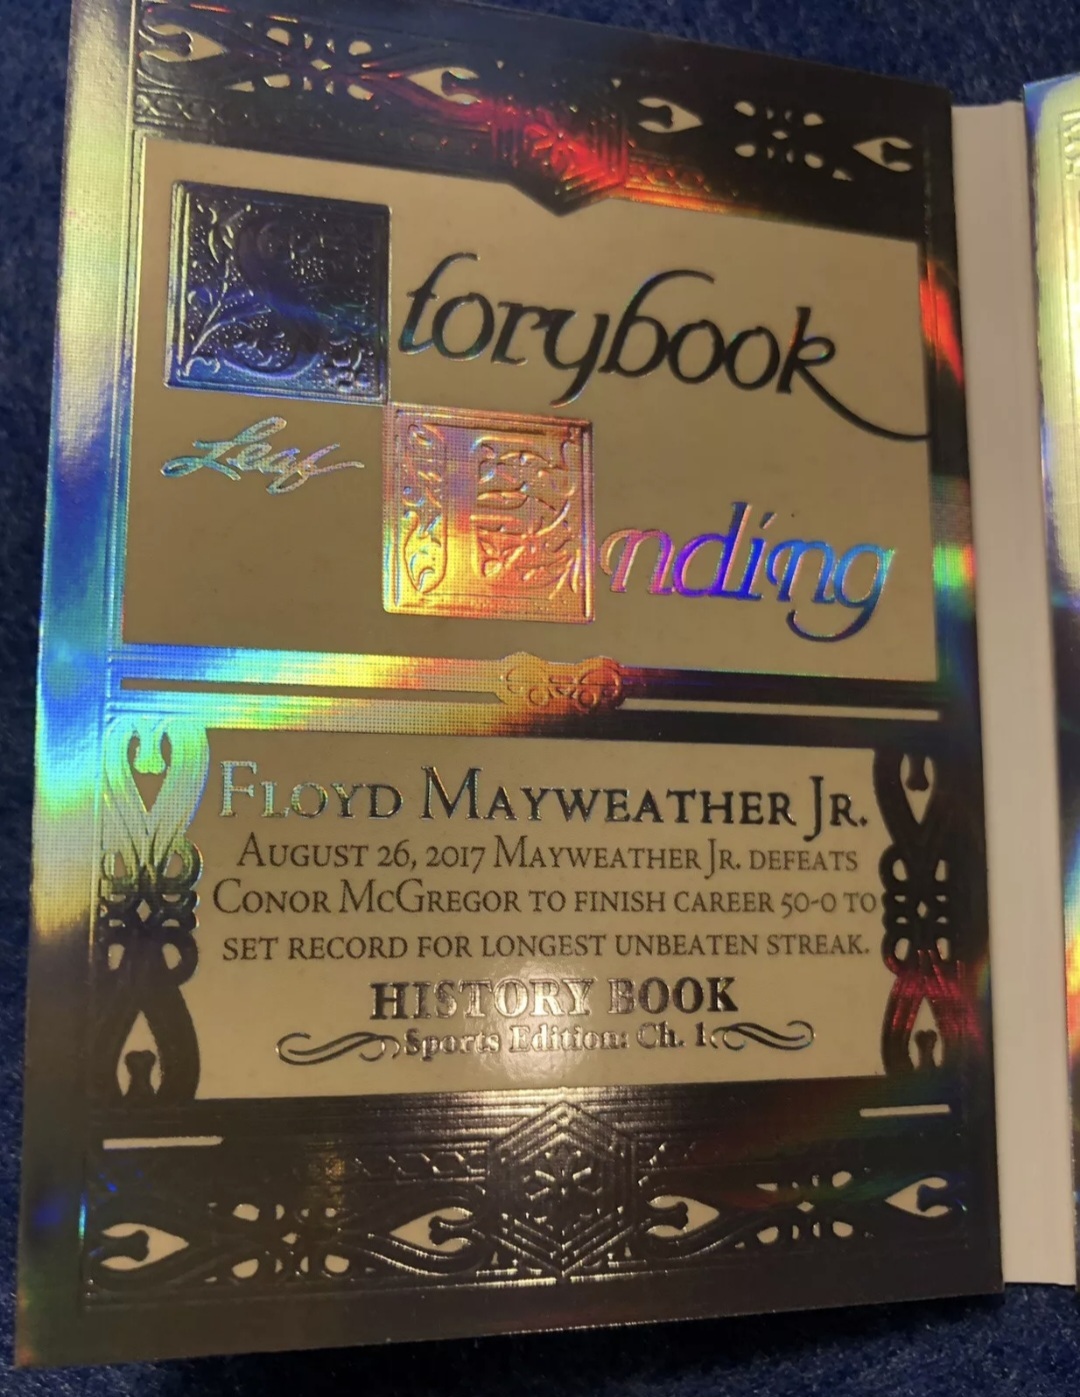 Storybook
Leaf
Ending
FLOYD MAYWEATHER JR.
AUGUST 26, 2017 MAYWEATHER JR. DEFEATS
CONOR MCGREGOR TO FINISH CAREER 50-0 TO
SET RECORD FOR LONGEST UNBEATEN STREAK.
HISTORY BOOK
Sports Edition: Ch. 1